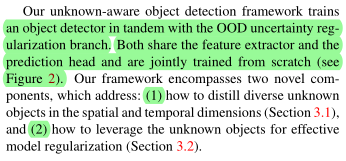 Our unknown-aware object detection framework trains
an object detector in tandem with the OOD uncertainty reg-
ularization branch. Both share the feature extractor and the
prediction head and are jointly trained from scratch (see
Figure 2). Our framework encompasses two novel com-
ponents, which address: (1) how to distill diverse unknown
objects in the spatial and temporal dimensions (Section 3.1),
and (2) how to leverage the unknown objects for effective
model regularization (Section 3.2).